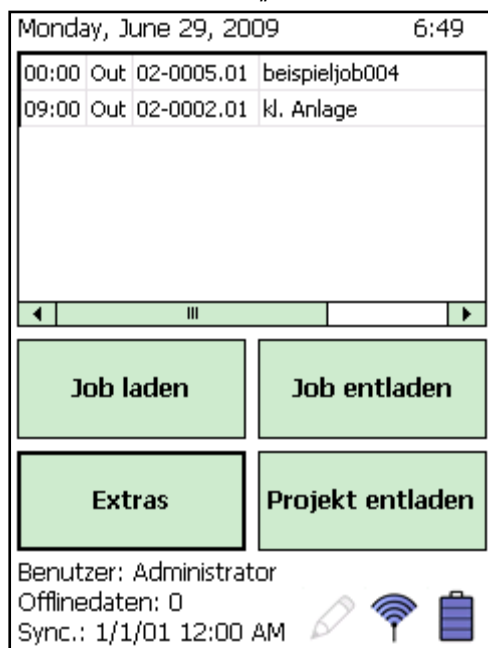 Monday, June 29, 2009 6:49
00:00 Out 02-0005.01 beispieljob004
09:00 Out 02-0002.01 kl. Anlage
Job laden Job entladen
Extras Projekt entladen
Benutzer: Administrator
Offlinedaten: 0
Sync.: 1/1/01 12:00 AM